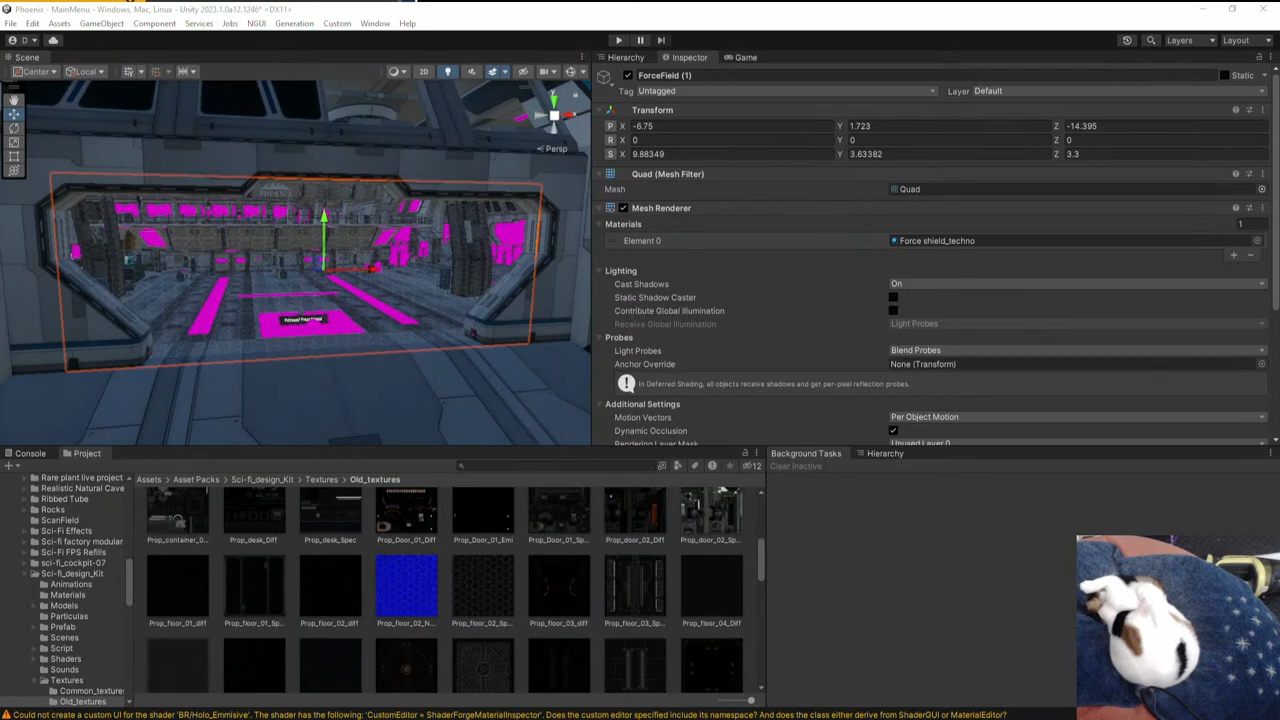 Phoenix - MainMenu - Windows, Mac, Linux - Unity 2023.1.0a12.1246* <DX11>
File Edit Assets GameObject Component Services Jobs NGUI Generation Custom Window Help
D Layers Layout
Scene Hierarchy Inspector Game
Center Local 2D
ForceField (1) Static
Tag Untagged Layer Default
Transform
P X -6.75 Y 1.723 Z -14.395
R X 0 Y 0 Z 0
S X 9.88349 Y 3.63382 Z 3.3
y
x
Persp
PHOENIX
Quad (Mesh Filter)
Mesh Quad
Mesh Renderer
Materials 1
Element 0 Force shield_techno
Lighting
Cast Shadows On
Static Shadow Caster
Contribute Global Illumination
Receive Global Illumination Light Probes
Probes
Light Probes Blend Probes
Anchor Override None (Transform)
In Deferred Shading, all objects receive shadows and get per-pixel reflection probes.
Additional Settings
Motion Vectors Per Object Motion
Dynamic Occlusion
Rendering Layer Mask Unused Layer 0
Console Project
12
Background Tasks Hierarchy
Clear Inactive
Rare plant live project
Realistic Natural Cave
Ribbed Tube
Rocks
ScanField
Sci-Fi Effects
Sci-Fi factory modular
Sci-Fi FPS Refills
sci-fi_cockpit-07
Sci-fi_design_Kit
Animations
Materials
Models
Particulas
Prefab
Scenes
Script
Shaders
Sounds
Textures
Common_texture
Old_textures
Assets Asset Packs Sci-fi_design_Kit Textures Old_textures
Prop_container_0... Prop_desk_Diff Prop_desk_Spec Prop_Door_01_Diff Prop_Door_01_Emi Prop_Door_01_Sp... Prop_door_02_Diff Prop_door_02_Sp...
Prop_floor_01_diff Prop_floor_01_Sp... Prop_floor_02_diff Prop_floor_02_N... Prop_floor_02_Sp... Prop_floor_03_diff Prop_floor_03_Sp... Prop_floor_04_Diff
Could not create a custom UI for the shader 'BR/Holo_Emmisive'. The shader has the following: 'CustomEditor = ShaderForgeMaterialInspector'. Does the custom editor specified include its namespace? And does the class either derive from ShaderGUI or MaterialEditor?